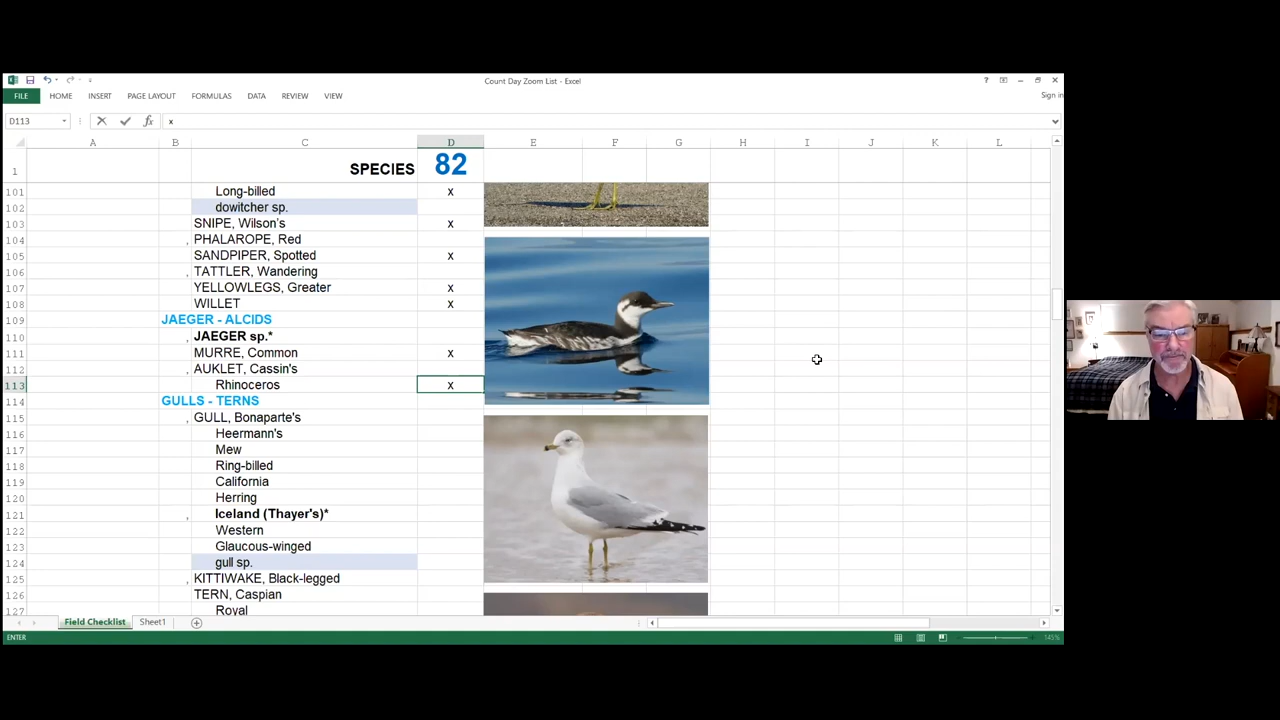 Count Day Zoom List - Excel
?
FILE HOME INSERT PAGE LAYOUT FORMULAS DATA REVIEW VIEW
Sign in
D113 fx x
A B C D E F G H I J K L
1 SPECIES 82
101 Long-billed x
102 dowitcher sp.
103 SNIPE, Wilson's x
104 , PHALAROPE, Red
105 SANDPIPER, Spotted x
106 , TATTLER, Wandering
107 YELLOWLEGS, Greater x
108 WILLET x
109 JAEGER - ALCIDS
110 , JAEGER sp.*
111 MURRE, Common x
112 , AUKLET, Cassin's
113 Rhinoceros x
114 GULLS - TERNS
115 , GULL, Bonaparte's
116 Heermann's
117 Mew
118 Ring-billed
119 California
120 Herring
121 , Iceland (Thayer's)*
122 Western
123 Glaucous-winged
124 gull sp.
125 , KITTIWAKE, Black-legged
126 TERN, Caspian
127 Royal
Field Checklist Sheet1
ENTER
145%